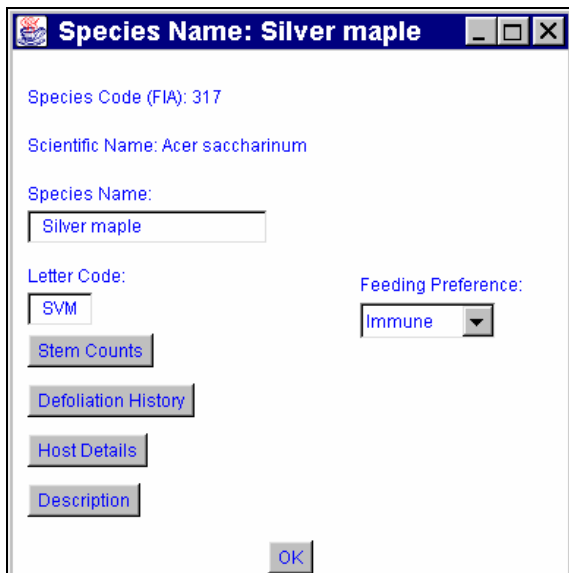 Species Name: Silver maple
Species Code (FIA): 317
Scientific Name: Acer saccharinum
Species Name:
Silver maple
Letter Code:
SVM
Feeding Preference:
Immune
Stem Counts
Defoliation History
Host Details
Description
OK